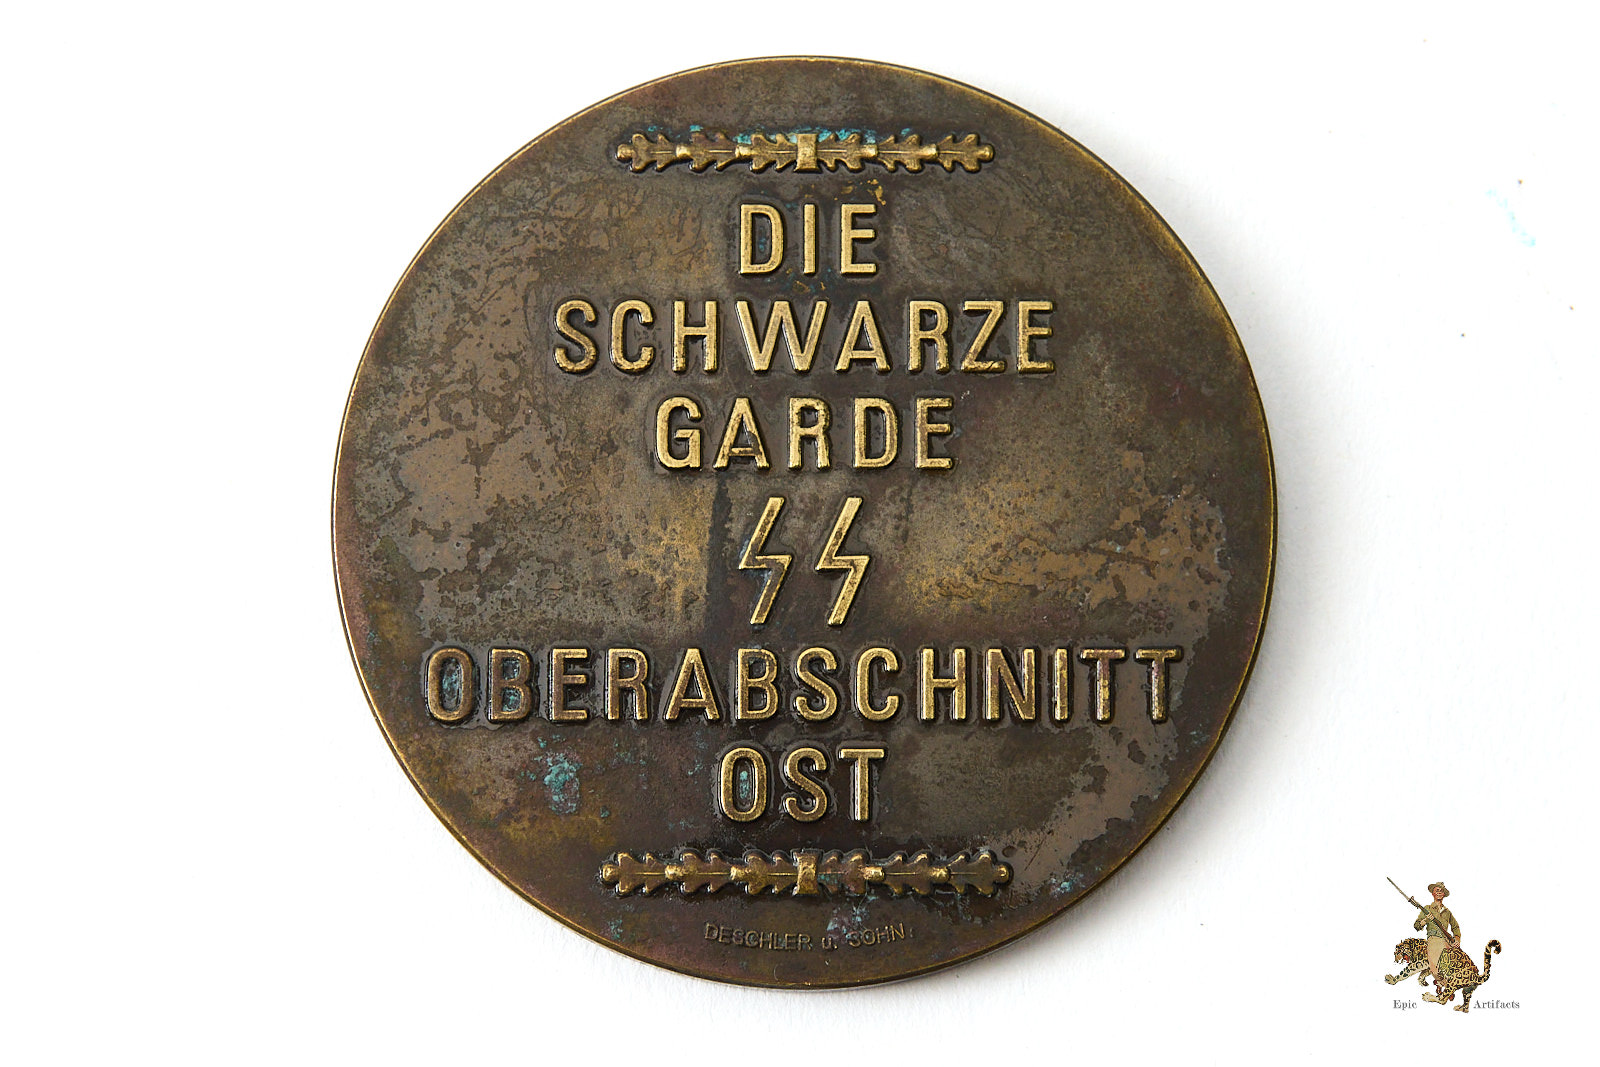 DIE
SCHWARZE
GARDE
SS
OBERABSCHNITT
OST
DESCHLER u. SOHN
Epic Artifacts